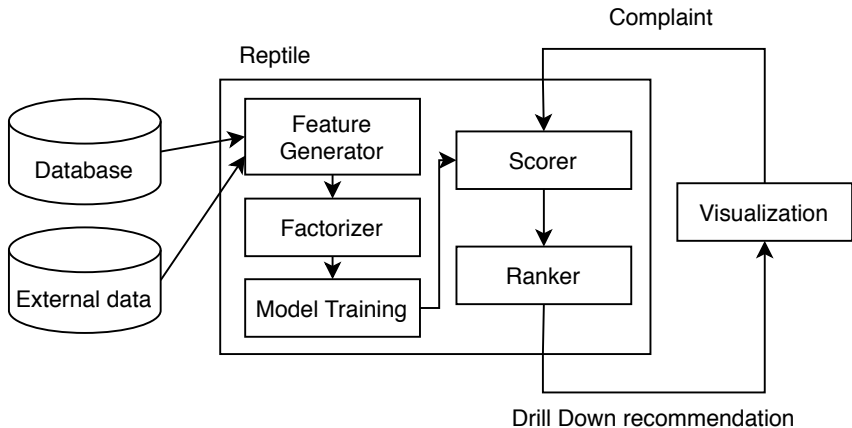 Complaint
Reptile
Database
External data
Feature
Generator
Factorizer
Model Training
Scorer
Ranker
Visualization
Drill Down recommendation